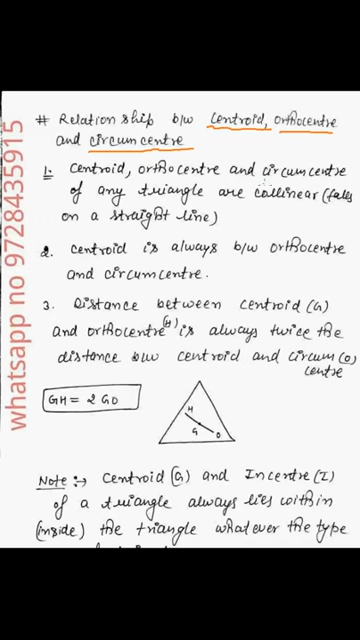 # Relation ship b/w Centroid, orthocentre
and circumcentre
1. Centroid, orthocentre and circumcentre
of any triangle are collinear (falls
on a straight line)
2. Centroid is always b/w orthocentre
and circumcentre.
3. Distance between centroid (G)
and orthocentre (H) is always twice the
distance b/w centroid and circum (O)
centre
GH = 2 GO
H
G
O
Note :→ Centroid (G) and Incentre (I)
of a triangle always lies within
(inside) the triangle whatever the type
whatsapp no 9728435915